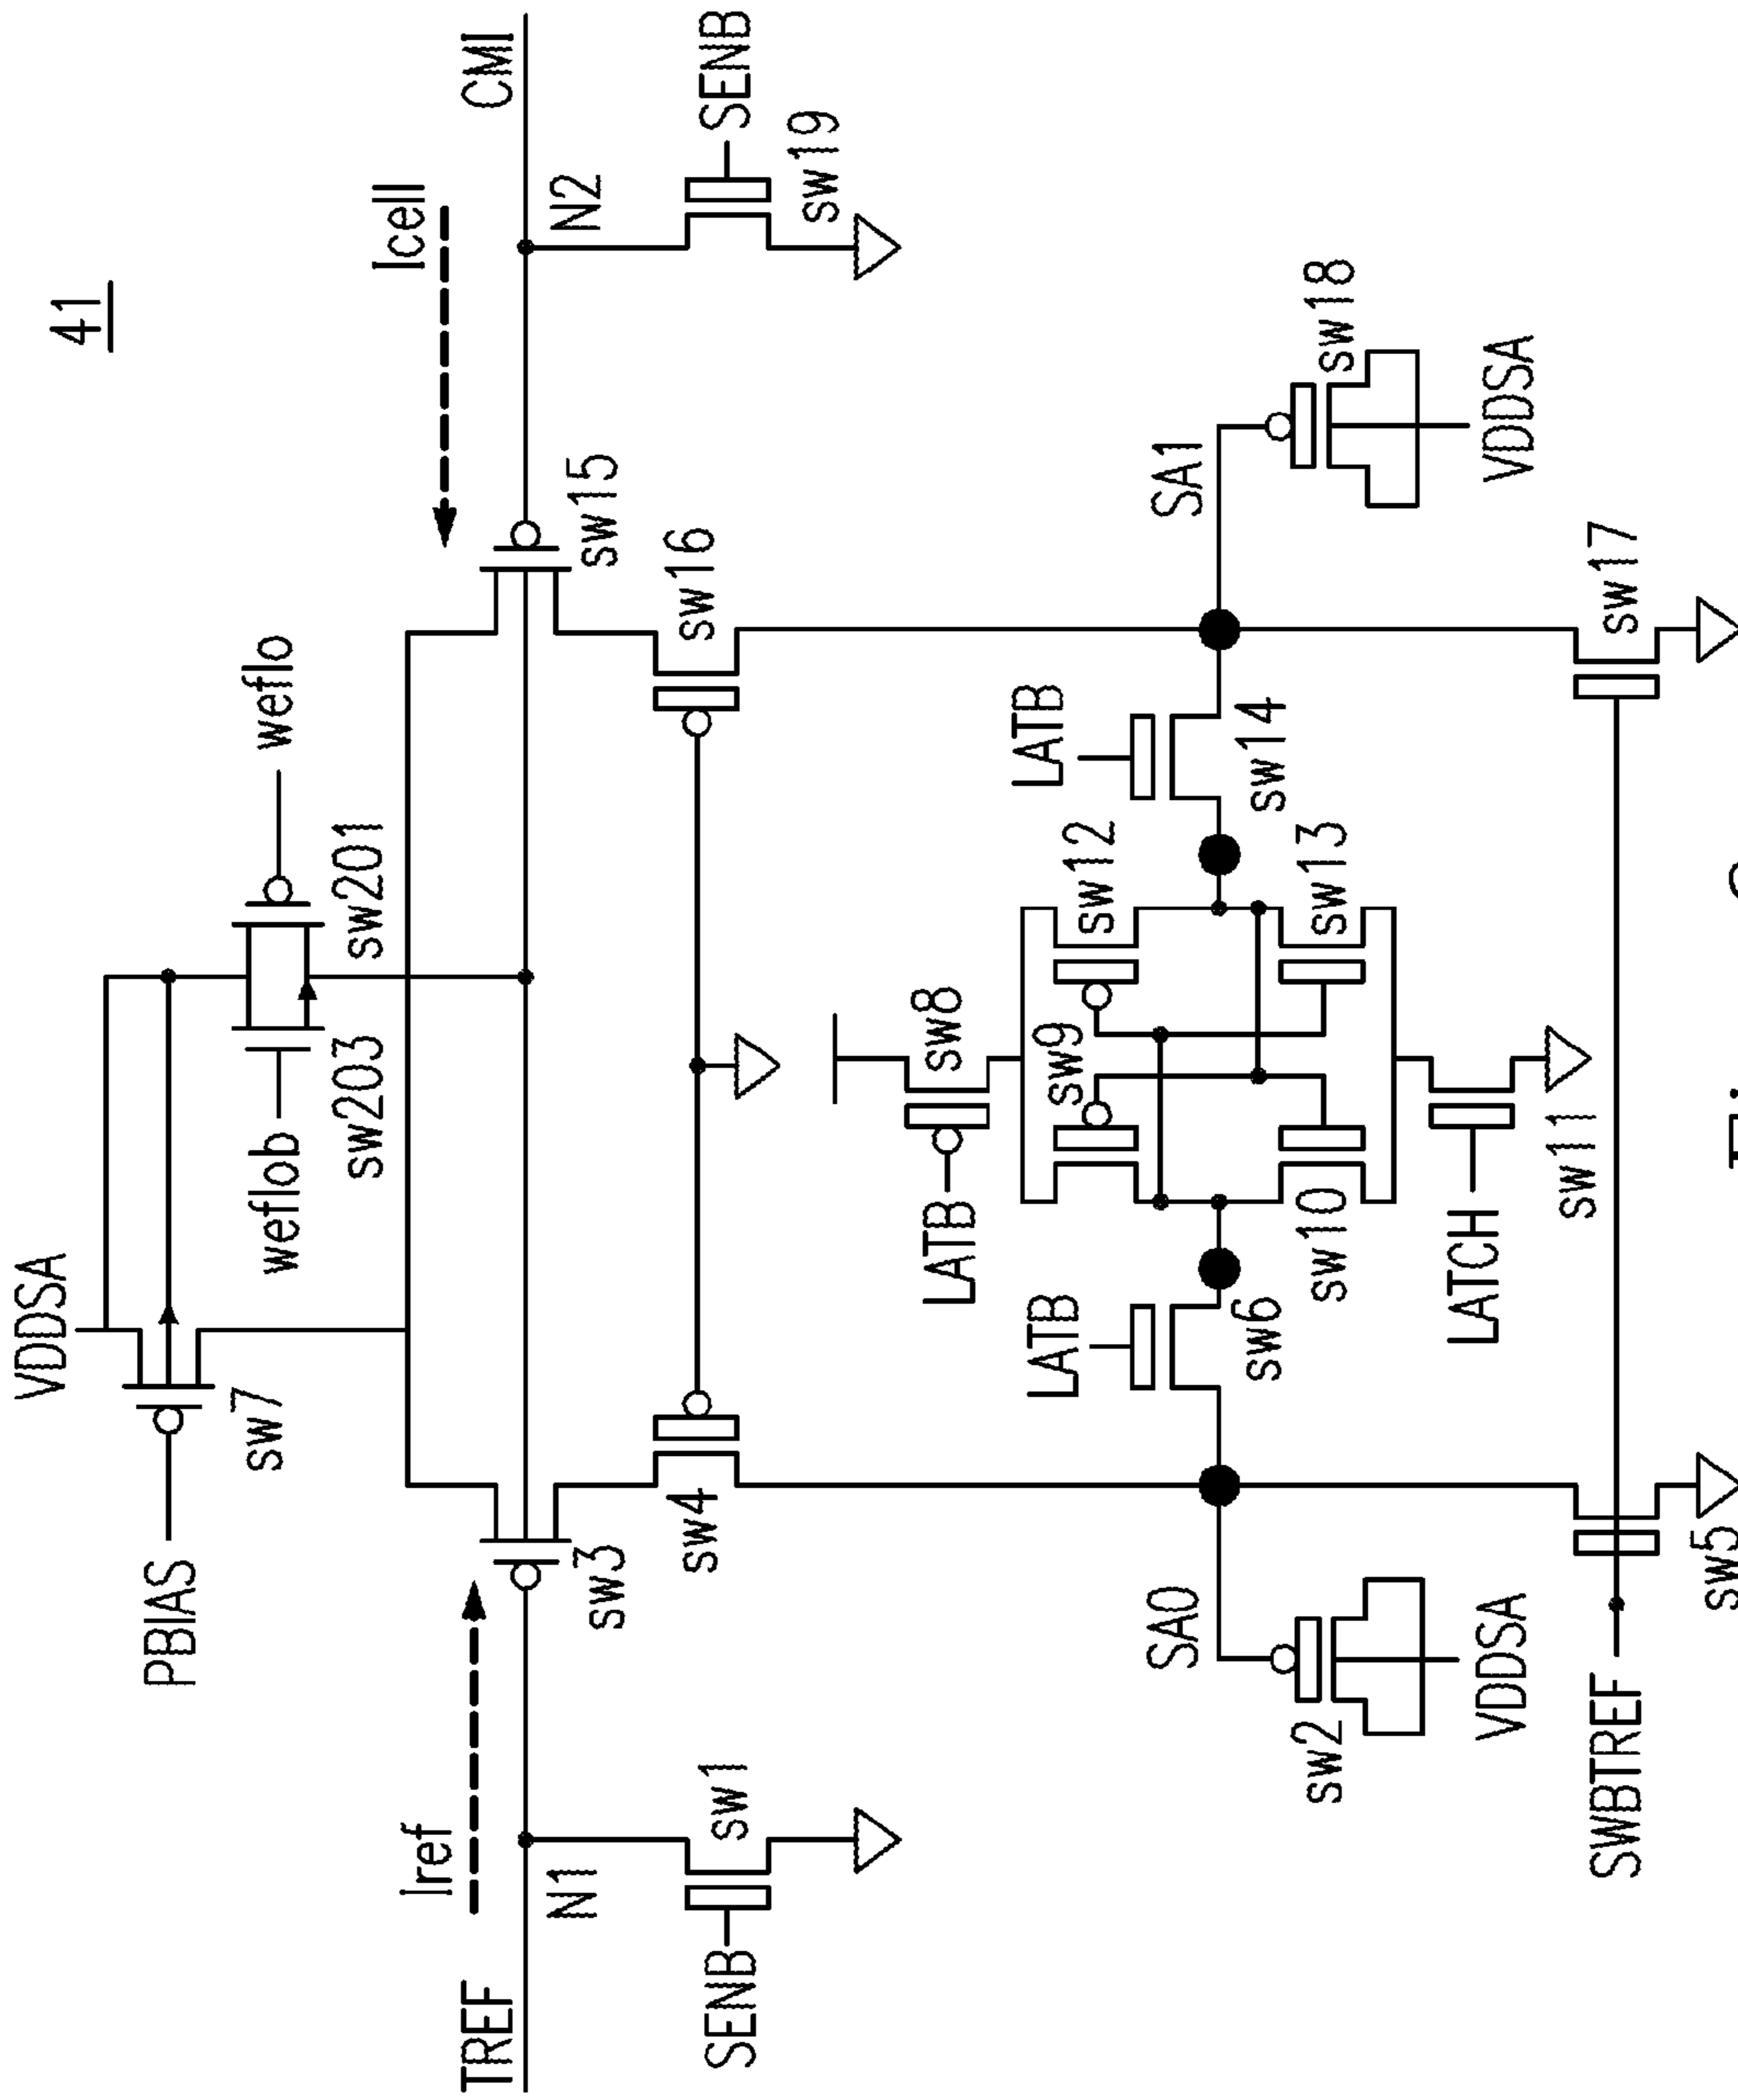 41
VDDSA
PBIAS
sw7
weflob
weflo
sw203
sw201
Iref
Icell
TREF
CMI
N1
N2
sw3
sw15
SENB
sw1
SENB
sw19
sw4
sw16
LATB
sw8
LATB
sw6
LATB
sw14
sw9
sw12
sw10
sw13
SA0
SA1
sw2
VDDSA
sw18
VDDSA
LATCH
sw11
SWBTREF
sw5
sw17